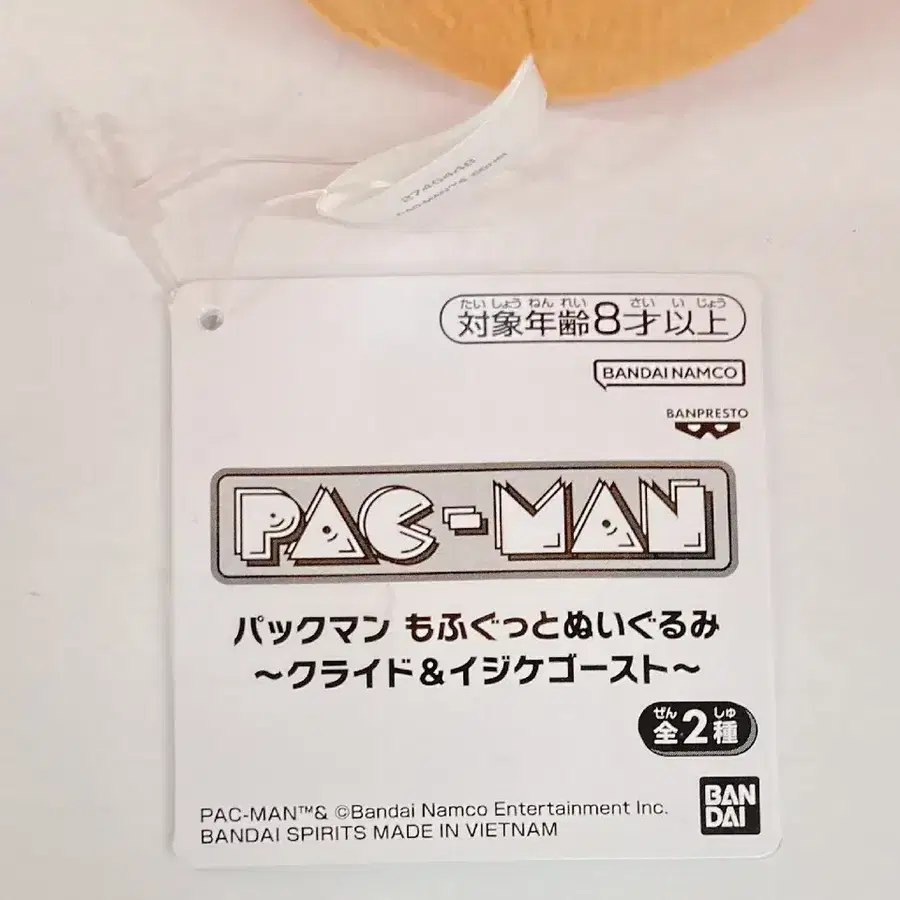 2740448
たいしょうねんれい さいいじょう
対象年齢8才以上
BANDAI NAMCO
BANPRESTO
PAC-MAN
パックマン もふぐっとぬいぐるみ
～クライド&イジケゴースト～
ぜん しゅ
全2種
PAC-MAN™& ©Bandai Namco Entertainment Inc.
BANDAI SPIRITS MADE IN VIETNAM
BAN
DAI